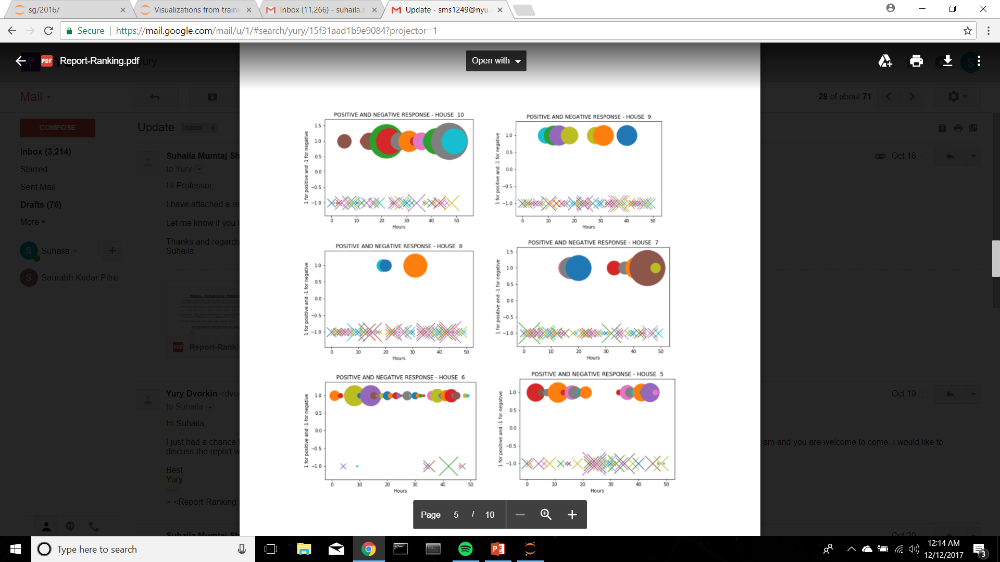 sg/2016/
Visualizations from traini
Inbox (11,266) - suhaila.s
Update - sms1249@nyu.
Secure
https://mail.google.com/mail/u/1/#search/yury/15f31aad1b9e9084?projector=1
PDF
Report-Ranking.pdf
yury
Open with
S
Mail
28 of about 71
COMPOSE
Update
Inbox x
Inbox (3,214)
Starred
Sent Mail
Drafts (76)
More
S Suhaila
S Saurabh Kedar Pitre
Suhaila Mumtaj Sh
to Yury
Oct 18
Hi Professor,
I have attached a re
Let me know if you
Thanks and regards
Suhaila
PDF Report-Ranki
Yury Dvorkin <dvo
to Suhaila
Oct 19
Hi Suhaila,
I just had a chance
am and you are welcome to come. I would like to
discuss the report w
Best,
Yury
> <Report-Ranking
Suhaila Mumtaj Sh
Oct 20
POSITIVE AND NEGATIVE RESPONSE - HOUSE 10
1 for positive and -1 for negative
1.5
1.0
0.5
0.0
−0.5
−1.0
0 10 20 30 40 50
Hours
POSITIVE AND NEGATIVE RESPONSE - HOUSE 9
1 for positive and -1 for negative
1.0
0.5
0.0
−0.5
−1.0
0 10 20 30 40 50
Hours
POSITIVE AND NEGATIVE RESPONSE - HOUSE 8
1 for positive and -1 for negative
1.0
0.5
0.0
−0.5
−1.0
0 10 20 30 40 50
Hours
POSITIVE AND NEGATIVE RESPONSE - HOUSE 7
1 for positive and -1 for negative
1.5
1.0
0.5
0.0
−0.5
−1.0
0 10 20 30 40 50
Hours
POSITIVE AND NEGATIVE RESPONSE - HOUSE 6
1 for positive and -1 for negative
1.0
0.5
0.0
−0.5
−1.0
0 10 20 30 40 50
Hours
POSITIVE AND NEGATIVE RESPONSE - HOUSE 5
1 for positive and -1 for negative
1.0
0.5
0.0
−0.5
−1.0
0 10 20 30 40 50
Hours
Page 5 / 10
Type here to search
12:14 AM
12/12/2017
3